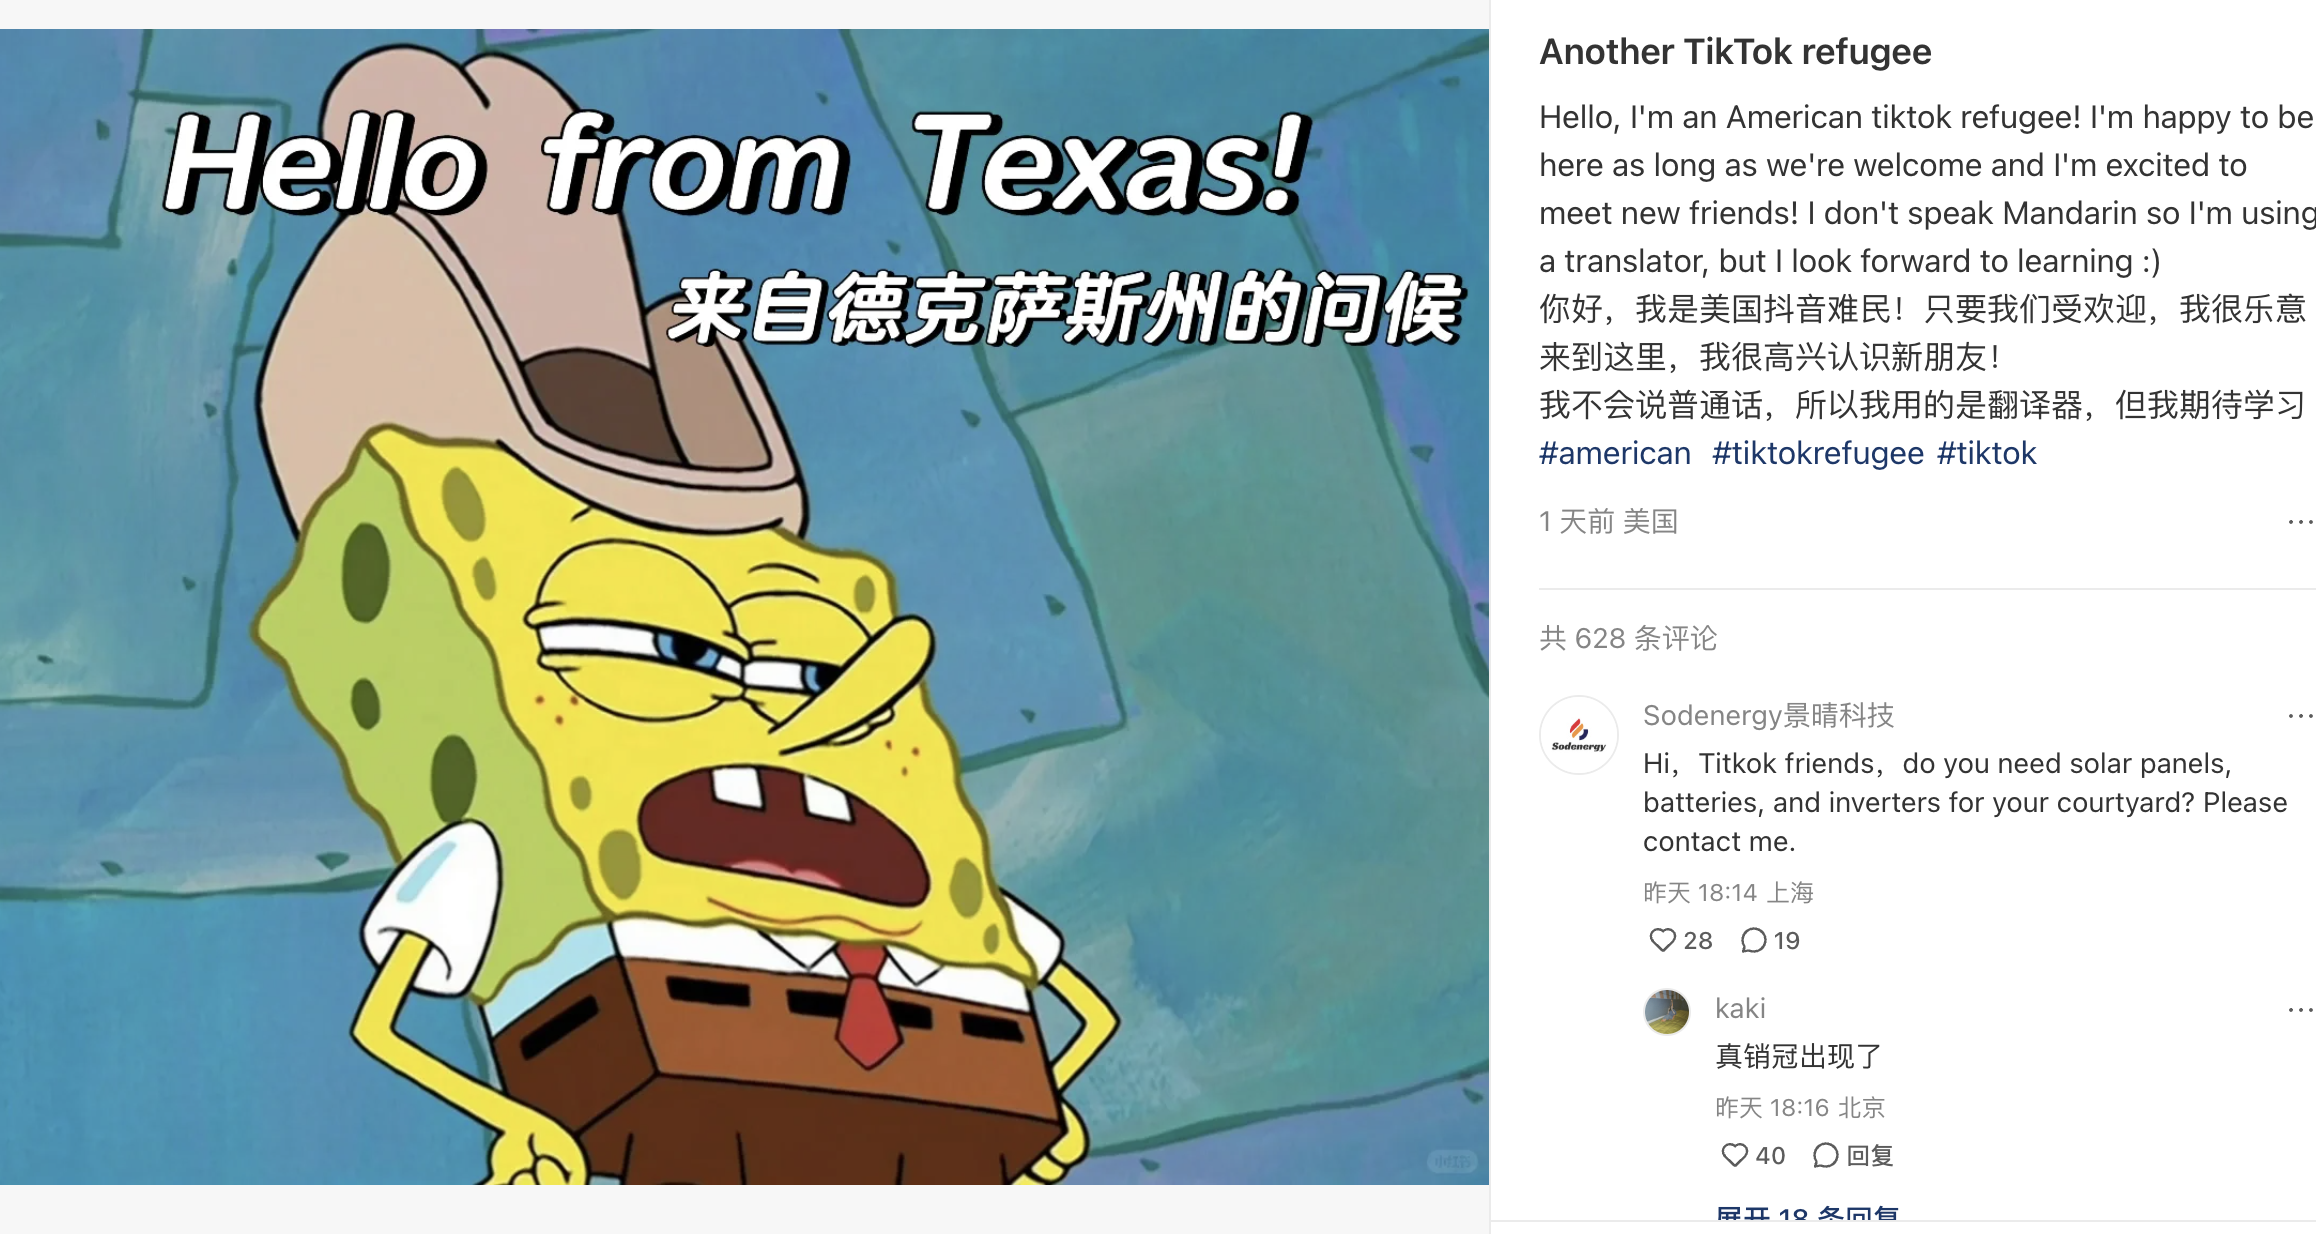 Hello from Texas!
来自德克萨斯州的问候
小红书
Another TikTok refugee
Hello, I'm an American tiktok refugee! I'm happy to be
here as long as we're welcome and I'm excited to
meet new friends! I don't speak Mandarin so I'm using
a translator, but I look forward to learning :)
你好，我是美国抖音难民！只要我们受欢迎，我很乐意
来到这里，我很高兴认识新朋友！
我不会说普通话，所以我用的是翻译器，但我期待学习
#american #tiktokrefugee #tiktok
1 天前 美国
共 628 条评论
Sodenergy
Sodenergy景晴科技
Hi，Titkok friends，do you need solar panels,
batteries, and inverters for your courtyard? Please
contact me.
昨天 18:14 上海
28 19
kaki
真销冠出现了
昨天 18:16 北京
40 回复
展开 18 条回复